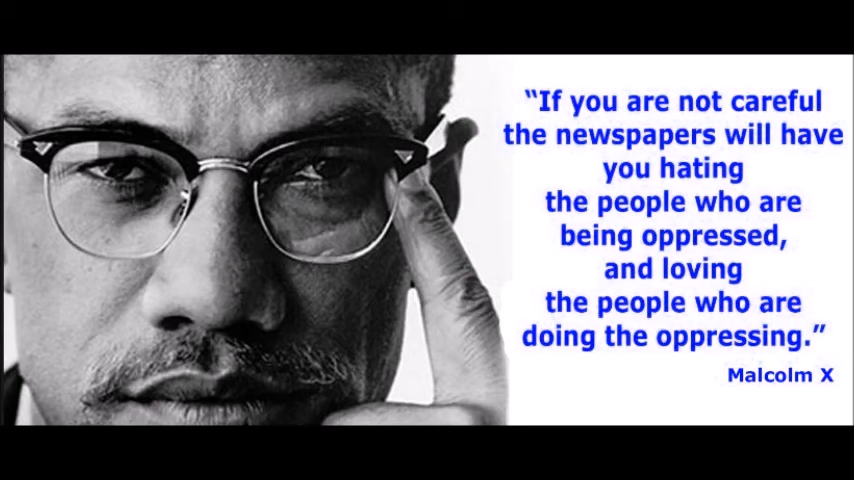 “If you are not careful
the newspapers will have
you hating
the people who are
being oppressed,
and loving
the people who are
doing the oppressing.”
Malcolm X